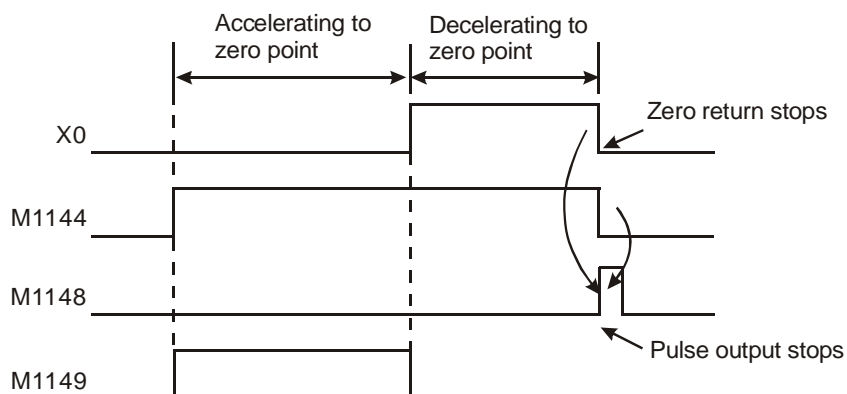 Accelerating to
zero point
Decelerating to
zero point
Zero return stops
X0
M1144
M1148
Pulse output stops
M1149